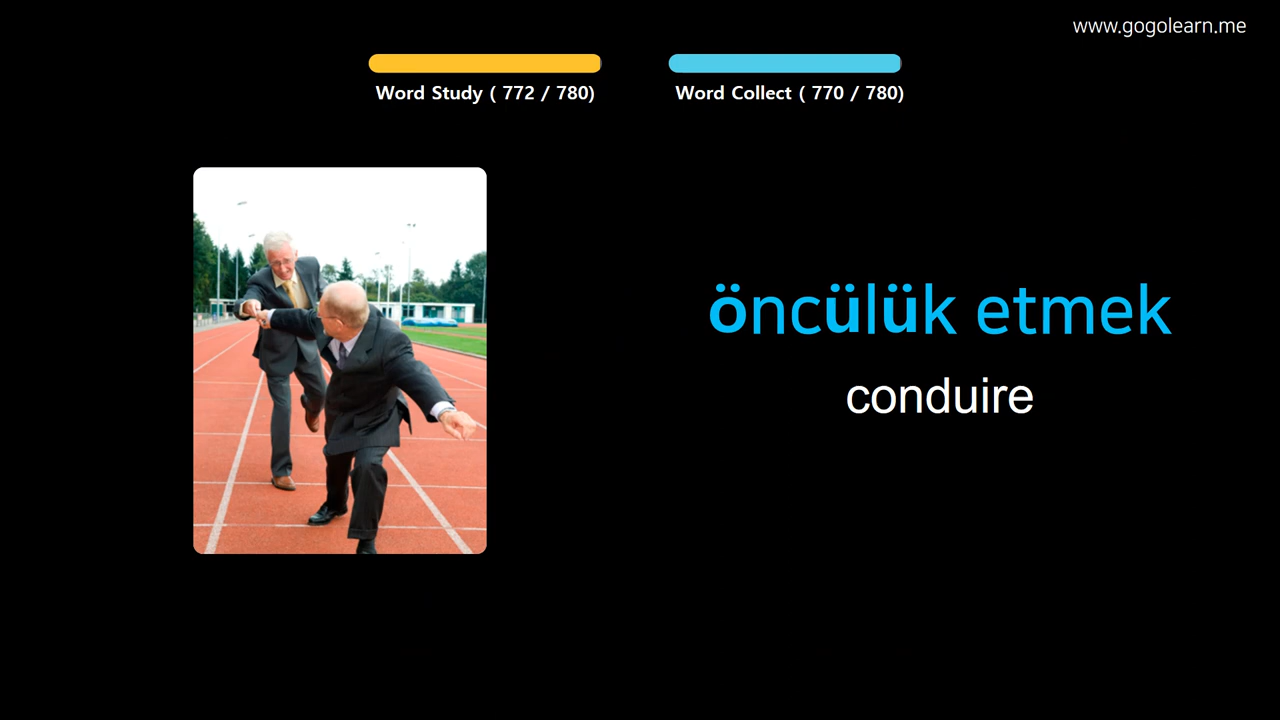 www.gogolearn.me
Word Study ( 772 / 780)
Word Collect ( 770 / 780)
öncülük etmek
conduire